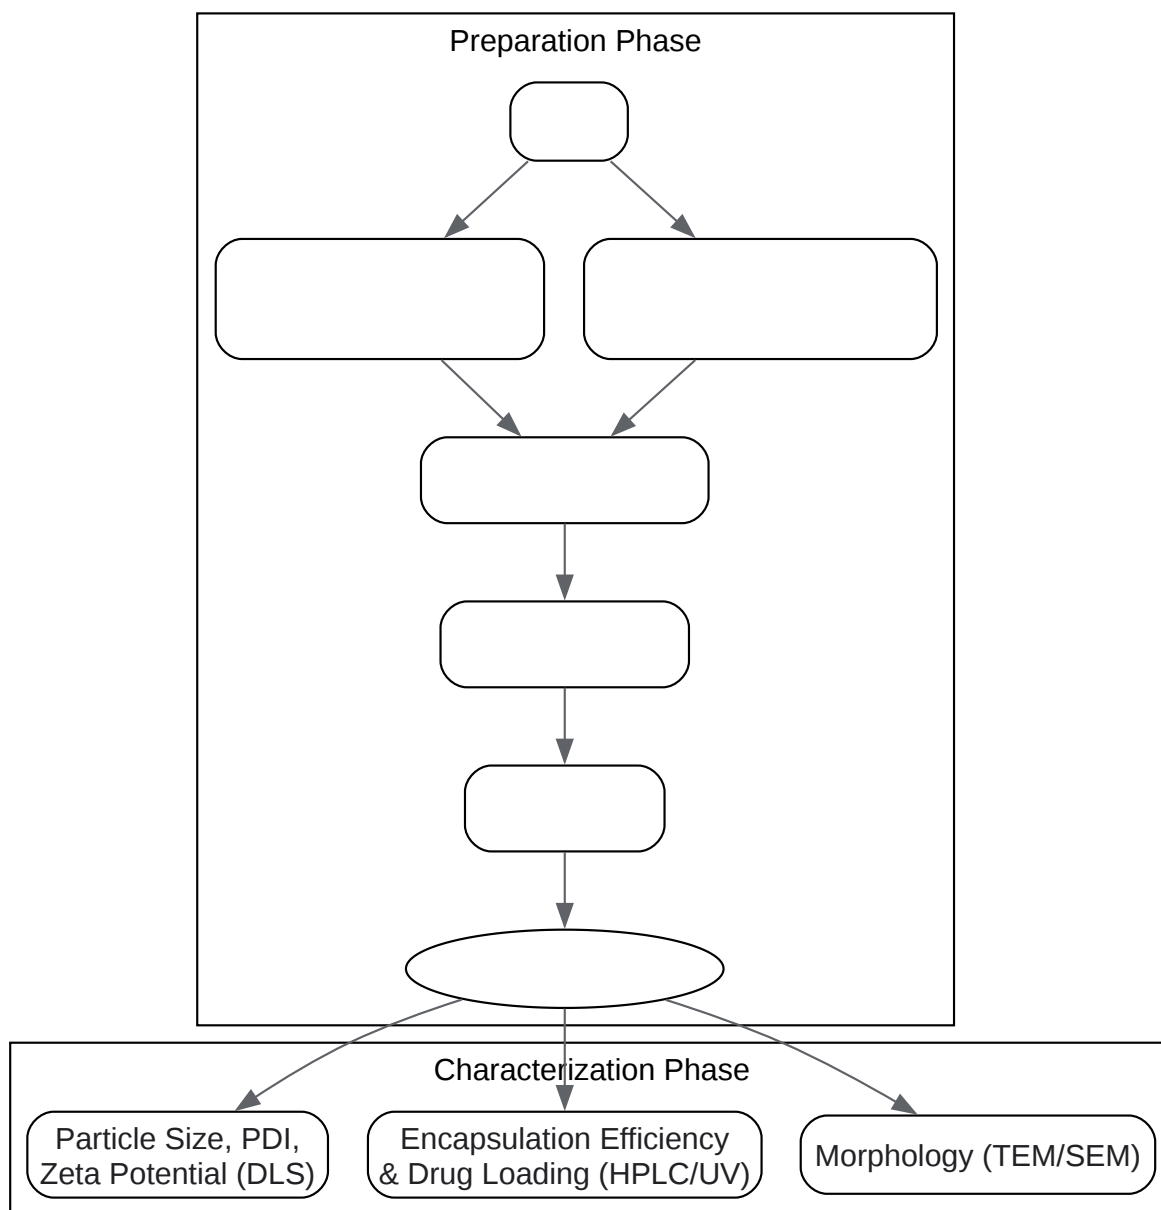 Preparation Phase
Characterization Phase
Particle Size, PDI,
Zeta Potential (DLS)
Encapsulation Efficiency
& Drug Loading (HPLC/UV)
Morphology (TEM/SEM)